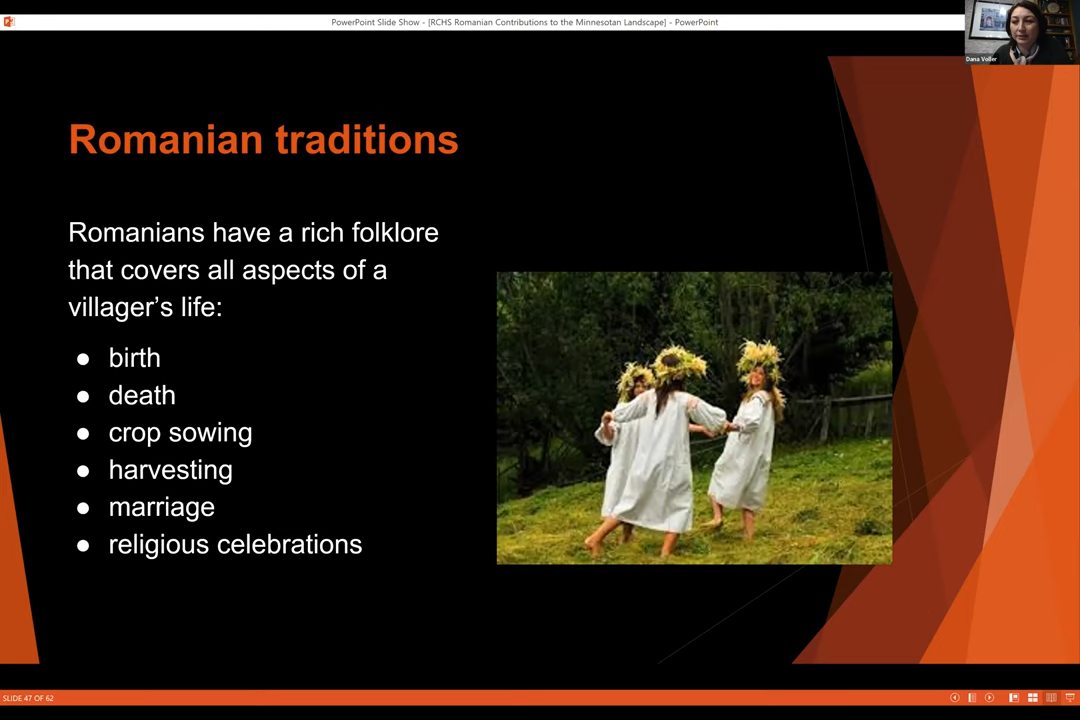 PowerPoint Slide Show - [RCHS Romanian Contributions to the Minnesotan Landscape] - PowerPoint
Dana Voller
Romanian traditions
Romanians have a rich folklore
that covers all aspects of a
villager’s life:
● birth
● death
● crop sowing
● harvesting
● marriage
● religious celebrations
SLIDE 47 OF 62